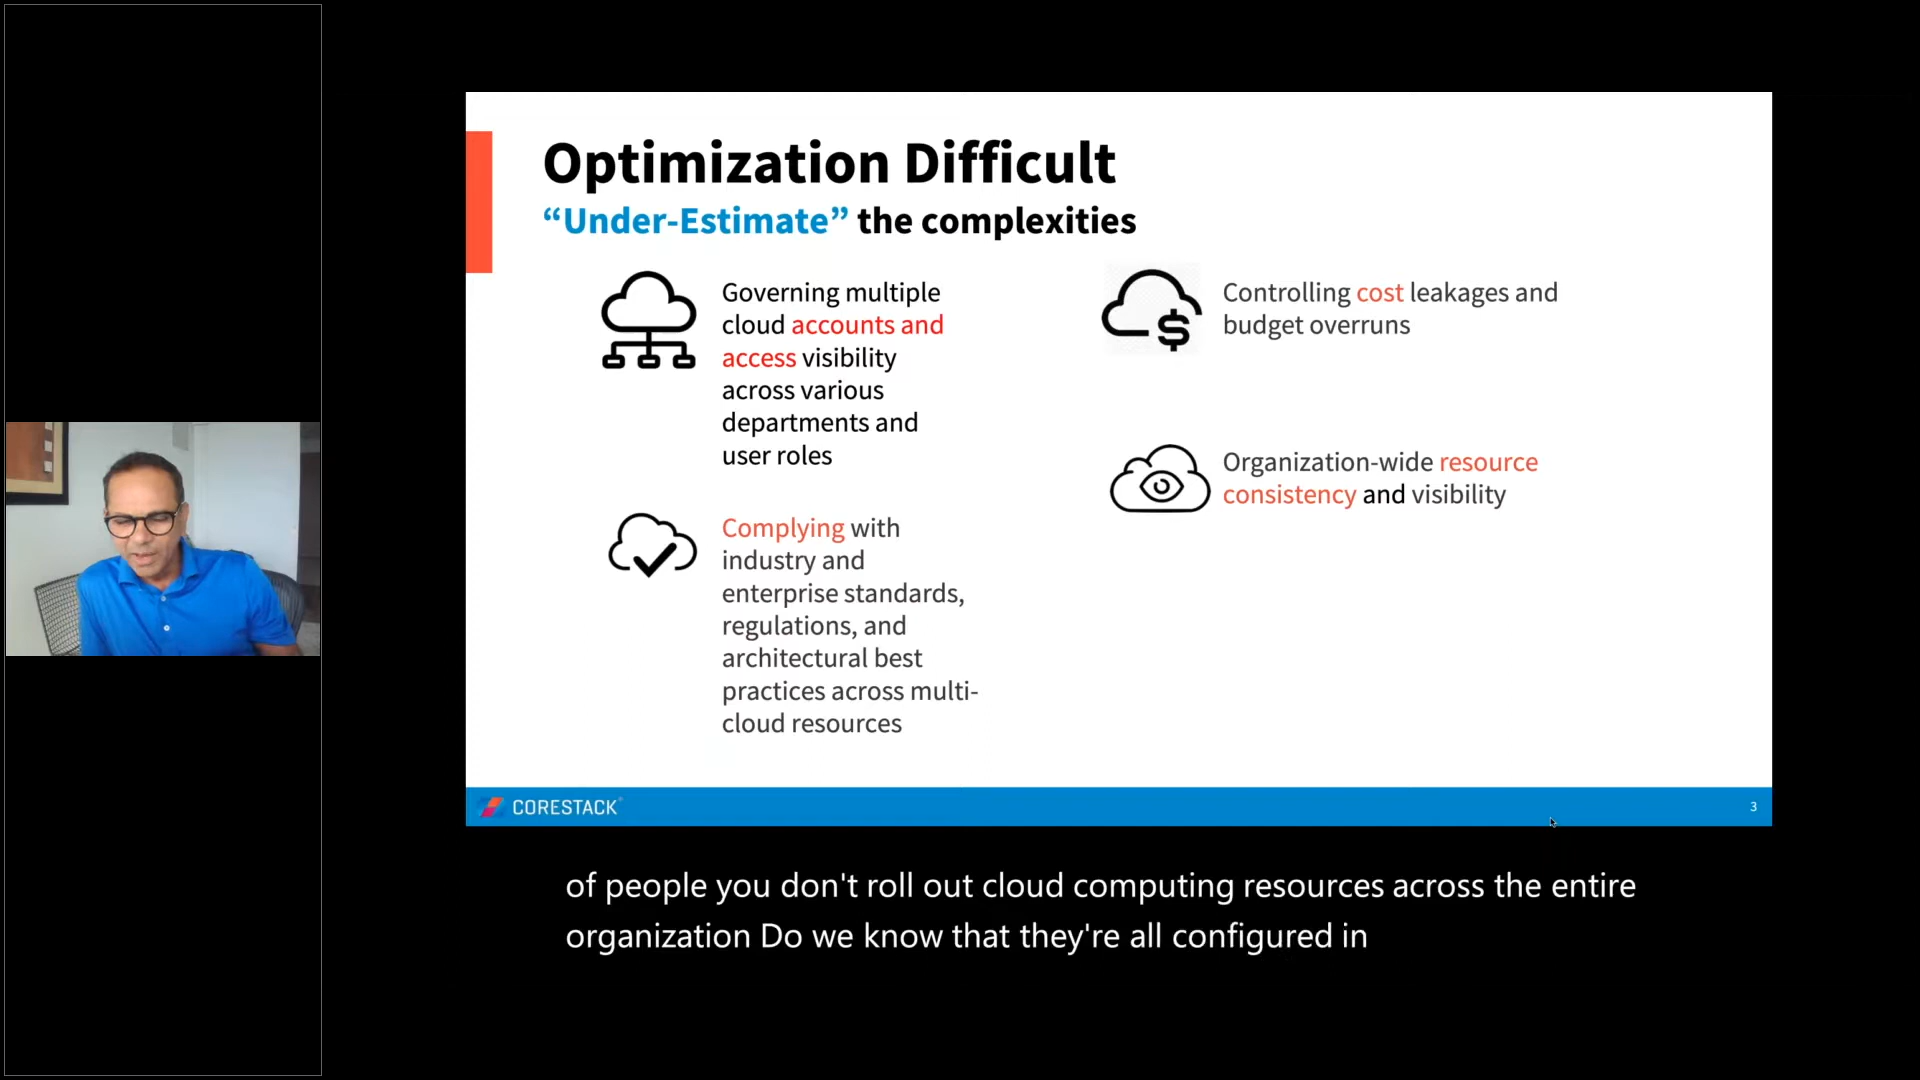 Optimization Difficult
“Under-Estimate” the complexities
Governing multiple
cloud accounts and
access visibility
across various
departments and
user roles
Complying with
industry and
enterprise standards,
regulations, and
architectural best
practices across multi-
cloud resources
Controlling cost leakages and
budget overruns
Organization-wide resource
consistency and visibility
CORESTACK
3
of people you don't roll out cloud computing resources across the entire
organization Do we know that they're all configured in